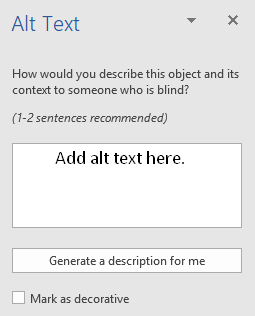 Alt Text
How would you describe this object and its
context to someone who is blind?
(1-2 sentences recommended)
Add alt text here.
Generate a description for me
Mark as decorative